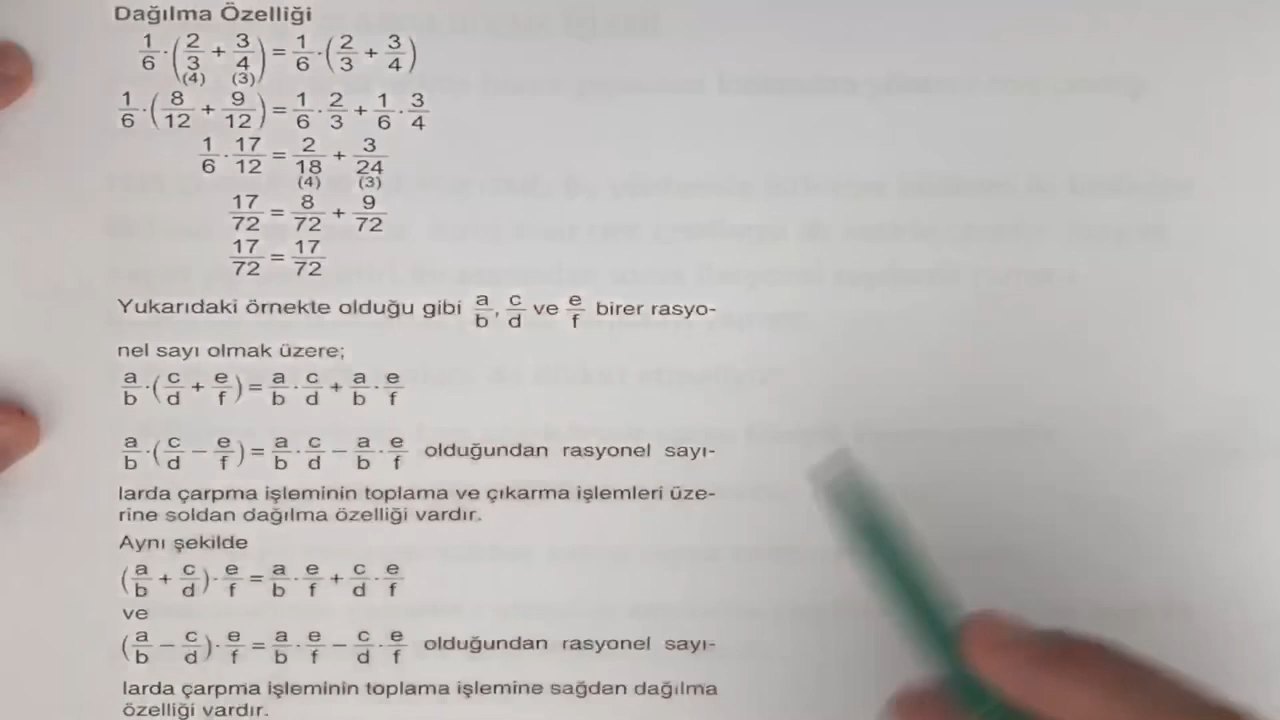 Dağılma Özelliği
1/6 · (2/3 + 3/4) = 1/6 · (2/3 + 3/4)
(4) (3)
1/6 · (8/12 + 9/12) = 1/6 · 2/3 + 1/6 · 3/4
1/6 · 17/12 = 2/18 + 3/24
(4) (3)
17/72 = 8/72 + 9/72
17/72 = 17/72
Yukarıdaki örnekte olduğu gibi a/b, c/d ve e/f birer rasyo-
nel sayı olmak üzere;
a/b · (c/d + e/f) = a/b · c/d + a/b · e/f
a/b · (c/d − e/f) = a/b · c/d − a/b · e/f olduğundan rasyonel sayı-
larda çarpma işleminin toplama ve çıkarma işlemleri üze-
rine soldan dağılma özelliği vardır.
Aynı şekilde
(a/b + c/d) · e/f = a/b · e/f + c/d · e/f
ve
(a/b − c/d) · e/f = a/b · e/f − c/d · e/f olduğundan rasyonel sayı-
larda çarpma işleminin toplama işlemine sağdan dağılma
özelliği vardır.